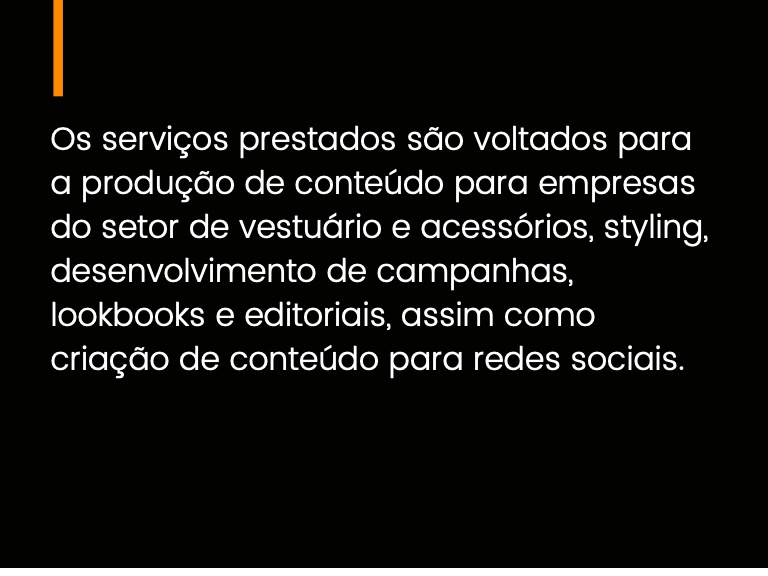 Os serviços prestados são voltados para
a produção de conteúdo para empresas
do setor de vestuário e acessórios, styling,
desenvolvimento de campanhas,
lookbooks e editoriais, assim como
criação de conteúdo para redes sociais.